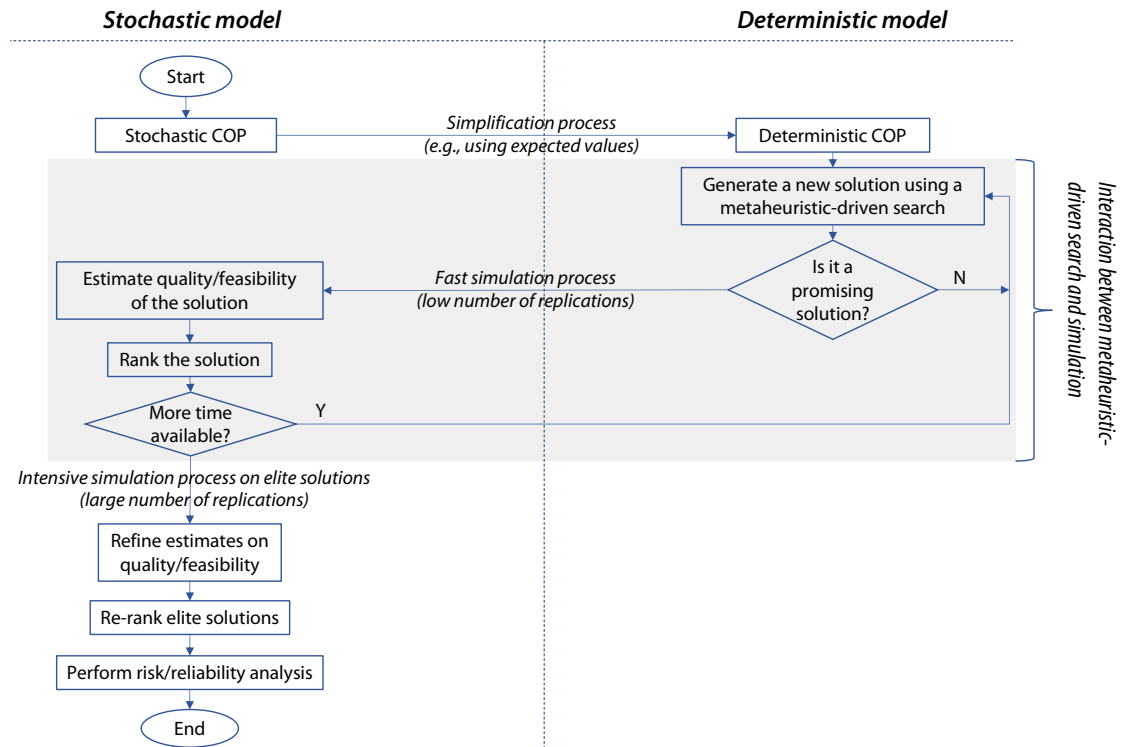 Stochastic model
Deterministic model
Start
Stochastic COP
Simplification process
(e.g., using expected values)
Deterministic COP
Generate a new solution using a
metaheuristic-driven search
Is it a
promising
solution?
N
Fast simulation process
(low number of replications)
Estimate quality/feasibility
of the solution
Rank the solution
More time
available?
Y
Interaction between metaheuristic-
driven search and simulation
Intensive simulation process on elite solutions
(large number of replications)
Refine estimates on
quality/feasibility
Re-rank elite solutions
Perform risk/reliability analysis
End